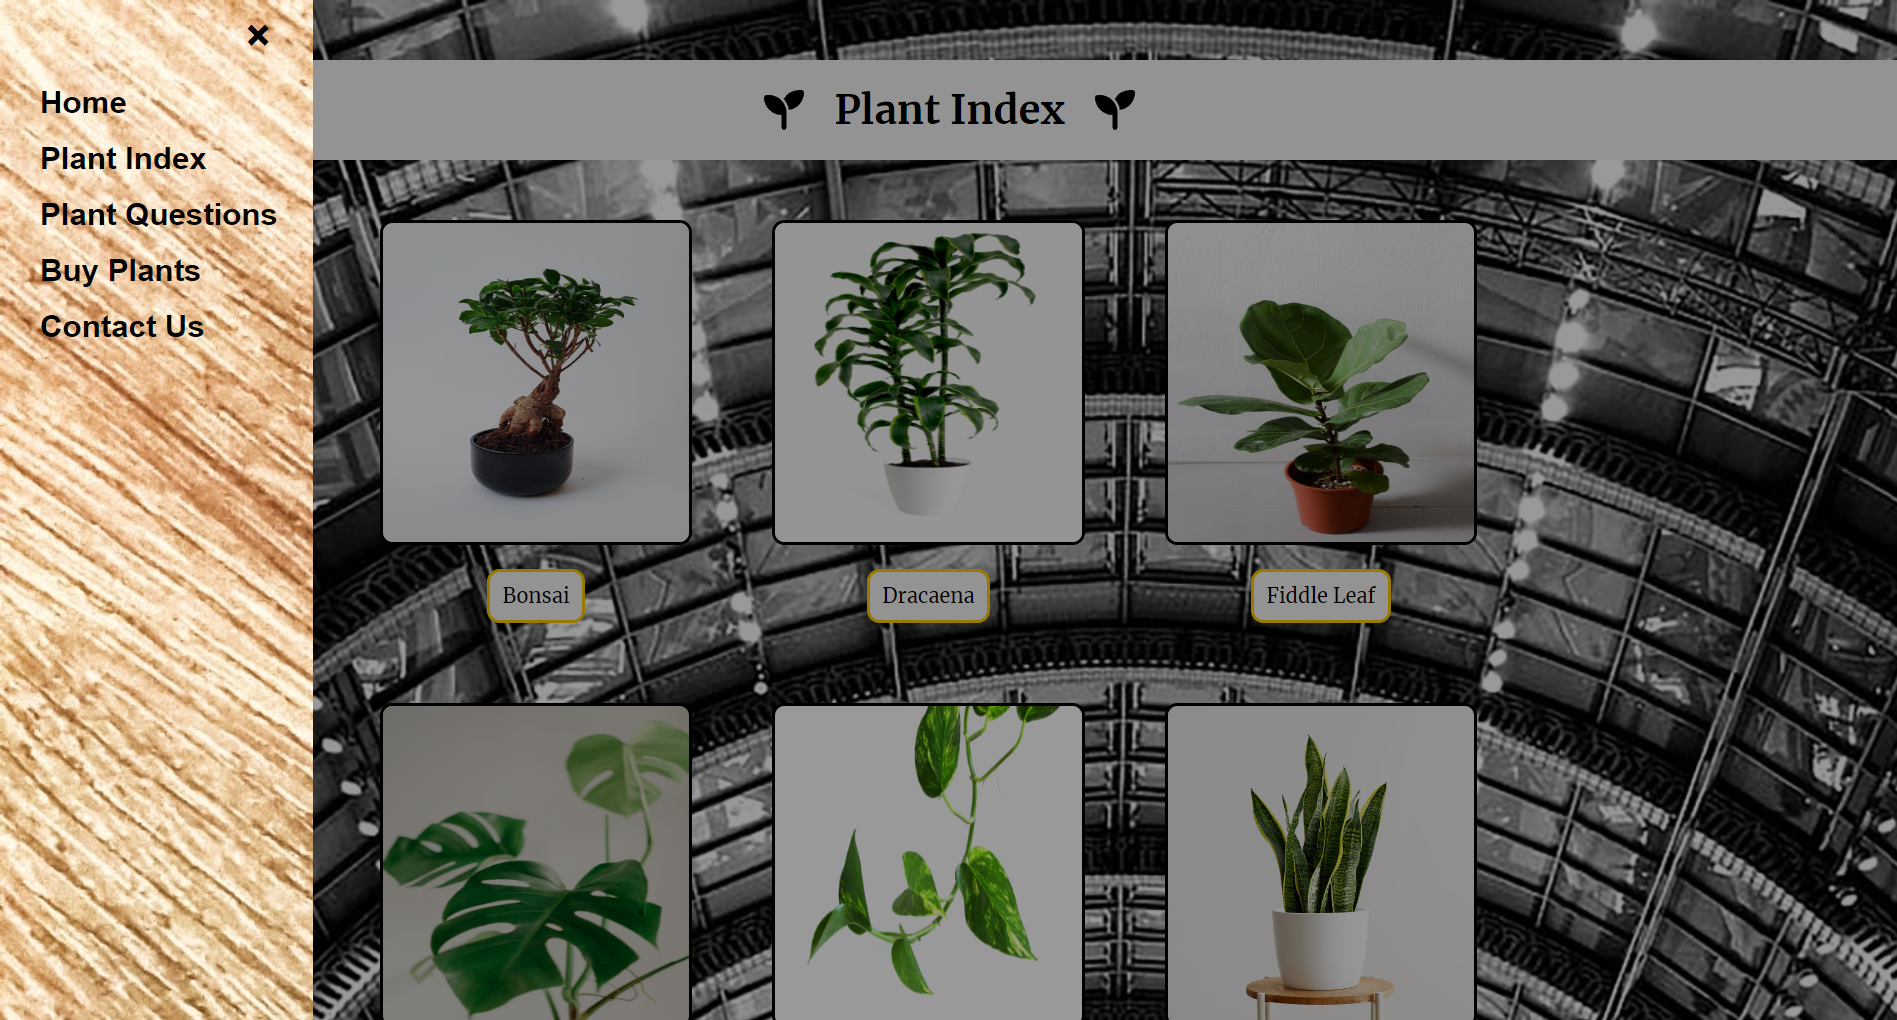 Home
Plant Index
Plant Questions
Buy Plants
Contact Us
Plant Index
Bonsai
Dracaena
Fiddle Leaf